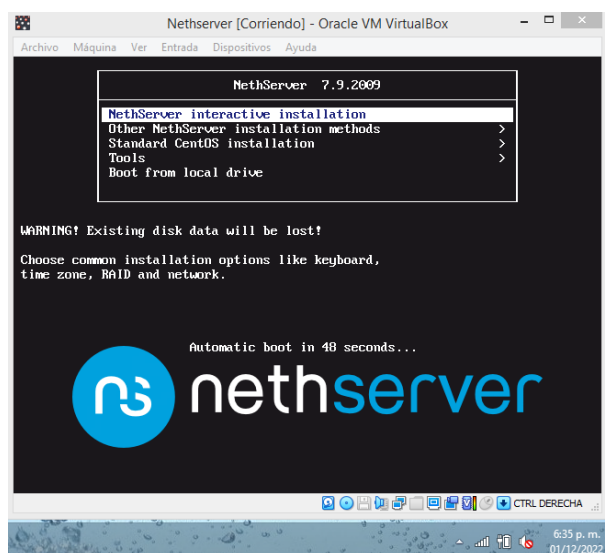 Nethserver [Corriendo] - Oracle VM VirtualBox
Archivo Máquina Ver Entrada Dispositivos Ayuda
NethServer 7.9.2009
NethServer interactive installation
Other NethServer installation methods >
Standard CentOS installation >
Tools >
Boot from local drive
WARNING! Existing disk data will be lost!
Choose common installation options like keyboard,
time zone, RAID and network.
Automatic boot in 48 seconds...
ns nethserver
CTRL DERECHA
6:35 p. m.
01/12/2022